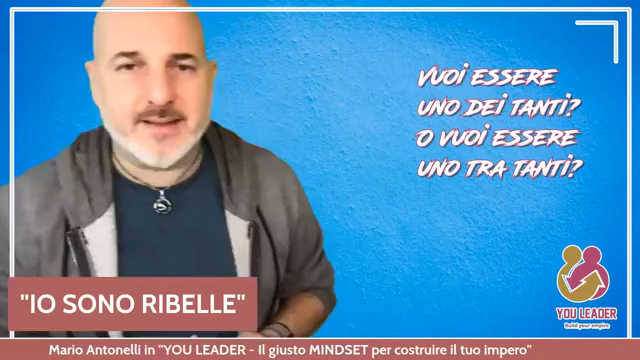 VUOI ESSERE
UNO DEI TANTI?
O VUOI ESSERE
UNO TRA TANTI?
"IO SONO RIBELLE"
YOU LEADER
Build your empire
Mario Antonelli in "YOU LEADER - Il giusto MINDSET per costruire il tuo impero"